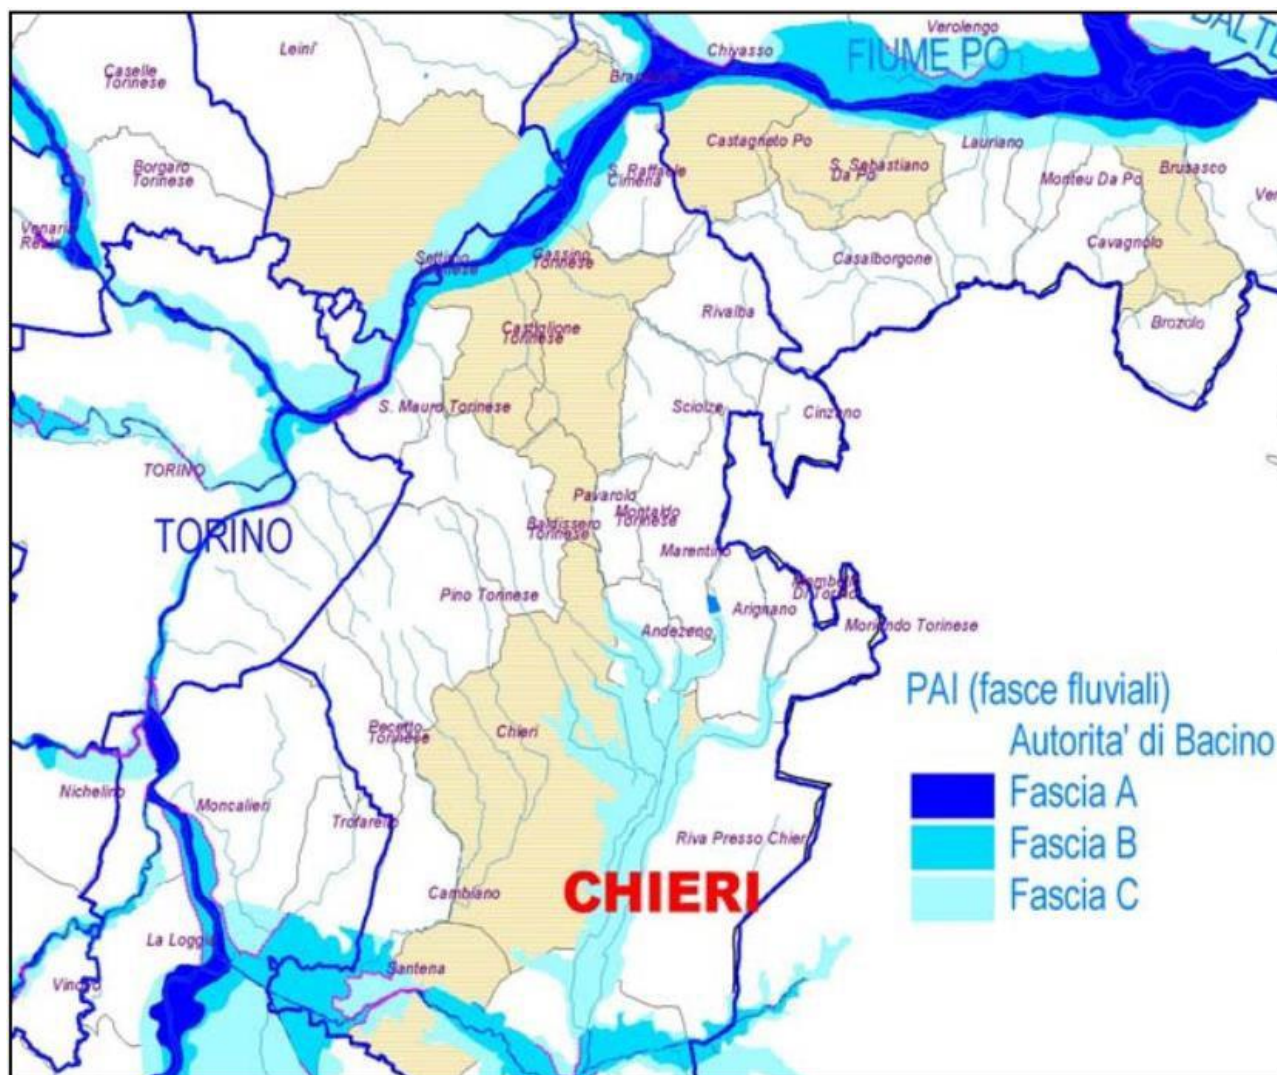 Verolengo
Leini'
Chivasso
FIUME PO
Caselle
Torinese
Castagneto Po
Lauriano
Borgaro
Torinese
S. Raffaele
Cimena
S. Sebastiano
Da Po
Brusasco
Monteu Da Po
Venaria
Settimo
Torinese
Gassino
Torinese
Cavagnolo
Casalborgone
Rivalba
Brozolo
Castiglione
Torinese
S. Mauro Torinese
Sciolze
Cinzano
TORINO
Pavarolo
TORINO
Baldissero
Torinese
Montaldo
Torinese
Marentino
Pino Torinese
Arignano
Andezeno
Moriondo Torinese
PAI (fasce fluviali)
Autorita' di Bacino
Pecetto
Torinese
Chieri
Fascia A
Nichelino
Moncalieri
Trofarello
Riva Presso Chieri
Fascia B
Cambiano
CHIERI
Fascia C
La Loggia
Santena